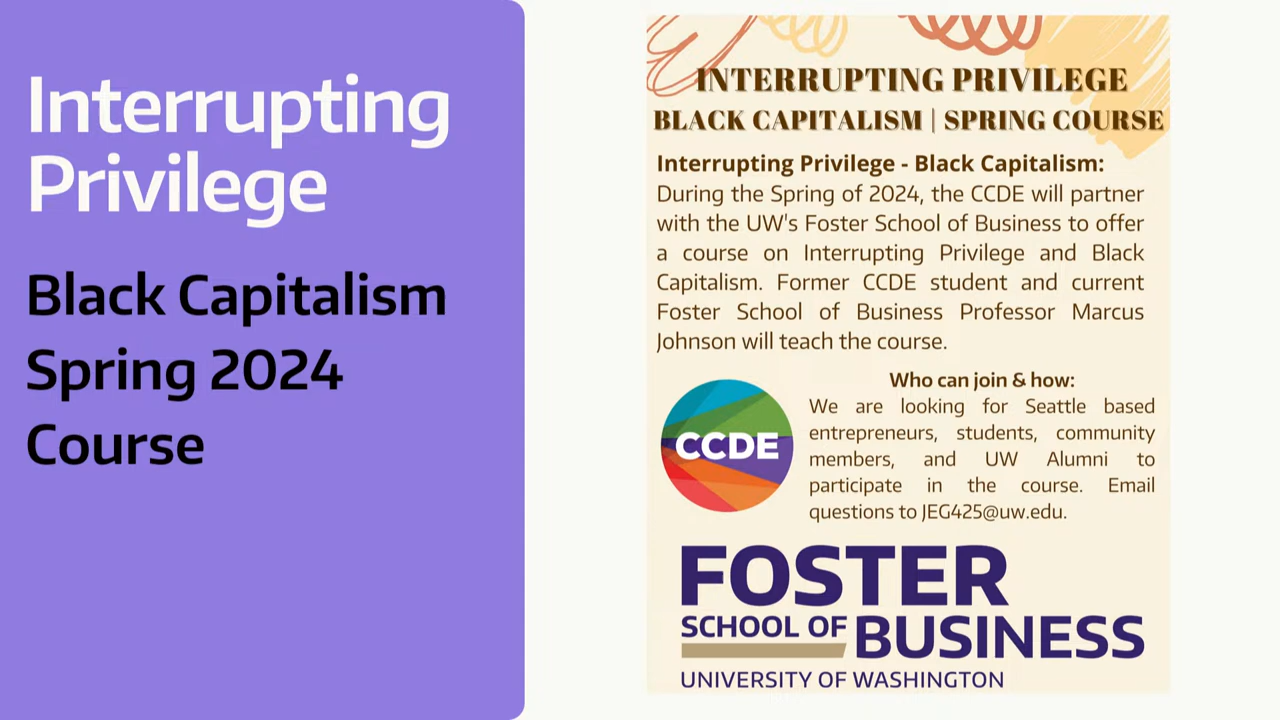 Interrupting
Privilege
Black Capitalism
Spring 2024
Course
INTERRUPTING PRIVILEGE
BLACK CAPITALISM | SPRING COURSE
Interrupting Privilege - Black Capitalism:
During the Spring of 2024, the CCDE will partner
with the UW's Foster School of Business to offer
a course on Interrupting Privilege and Black
Capitalism. Former CCDE student and current
Foster School of Business Professor Marcus
Johnson will teach the course.
Who can join & how:
We are looking for Seattle based
entrepreneurs, students, community
members, and UW Alumni to
participate in the course. Email
questions to JEG425@uw.edu.
CCDE
FOSTER
SCHOOL OF BUSINESS
UNIVERSITY OF WASHINGTON